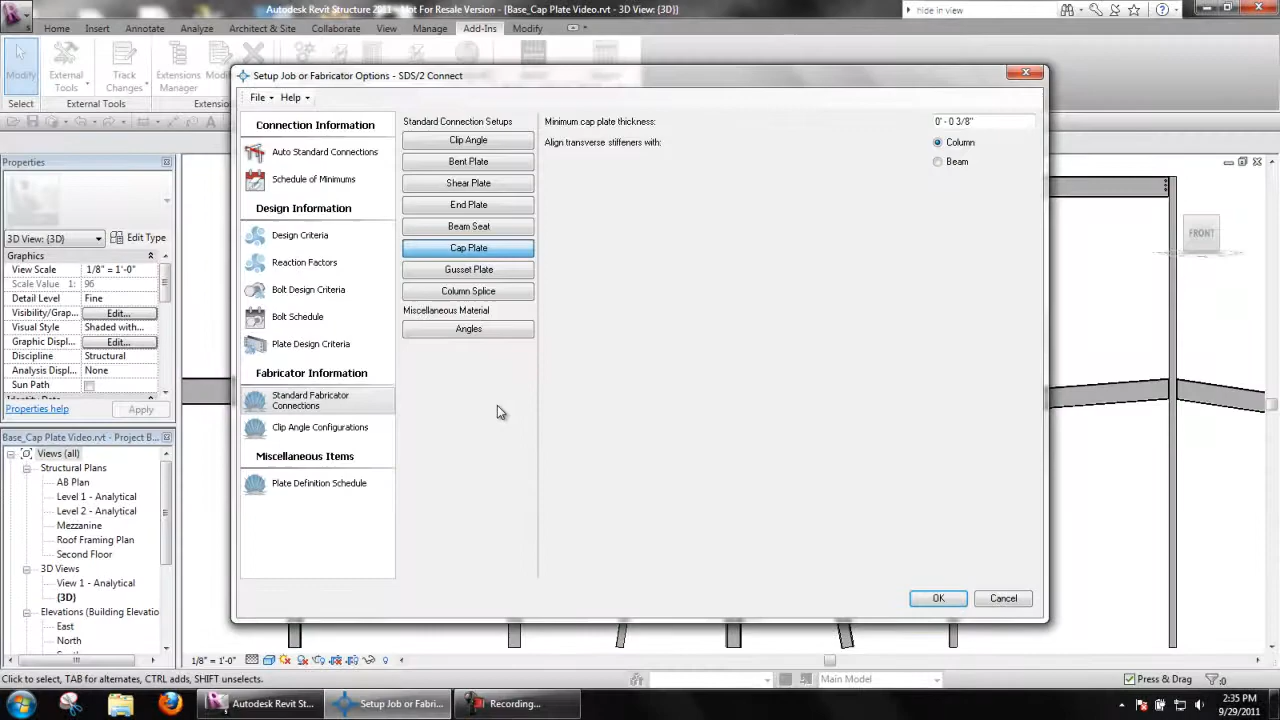 Autodesk Revit Structure 2011 - Not For Resale Version - [Base_Cap Plate Video.rvt - 3D View: {3D}]
hide in view
Home Insert Annotate Analyze Architect & Site Collaborate View Manage Add-Ins Modify
Modify
External Tools
Track Changes
Extensions Manager
Select
External Tools
Setup Job or Fabricator Options - SDS/2 Connect
File Help
Connection Information
Auto Standard Connections
Schedule of Minimums
Design Information
Design Criteria
Reaction Factors
Bolt Design Criteria
Bolt Schedule
Plate Design Criteria
Fabricator Information
Standard Fabricator
Connections
Clip Angle Configurations
Miscellaneous Items
Plate Definition Schedule
Standard Connection Setups
Clip Angle
Bent Plate
Shear Plate
End Plate
Beam Seat
Cap Plate
Gusset Plate
Column Splice
Miscellaneous Material
Angles
Minimum cap plate thickness: 0' - 0 3/8"
Align transverse stiffeners with: Column
Beam
OK Cancel
FRONT
Properties
3D View: {3D} Edit Type
Graphics
View Scale 1/8" = 1'-0"
Scale Value 1: 96
Detail Level Fine
Visibility/Grap... Edit...
Visual Style Shaded with...
Graphic Displ... Edit...
Discipline Structural
Analysis Displ... None
Sun Path
Properties help Apply
Base_Cap Plate Video.rvt - Project B...
Views (all)
Structural Plans
AB Plan
Level 1 - Analytical
Level 2 - Analytical
Mezzanine
Roof Framing Plan
Second Floor
3D Views
View 1 - Analytical
{3D}
Elevations (Building Elevatio
East
North
1/8" = 1'-0"
Click to select, TAB for alternates, CTRL adds, SHIFT unselects.
Main Model
Press & Drag
:0
Autodesk Revit St...
Setup Job or Fabri...
Recording...
2:35 PM
9/29/2011